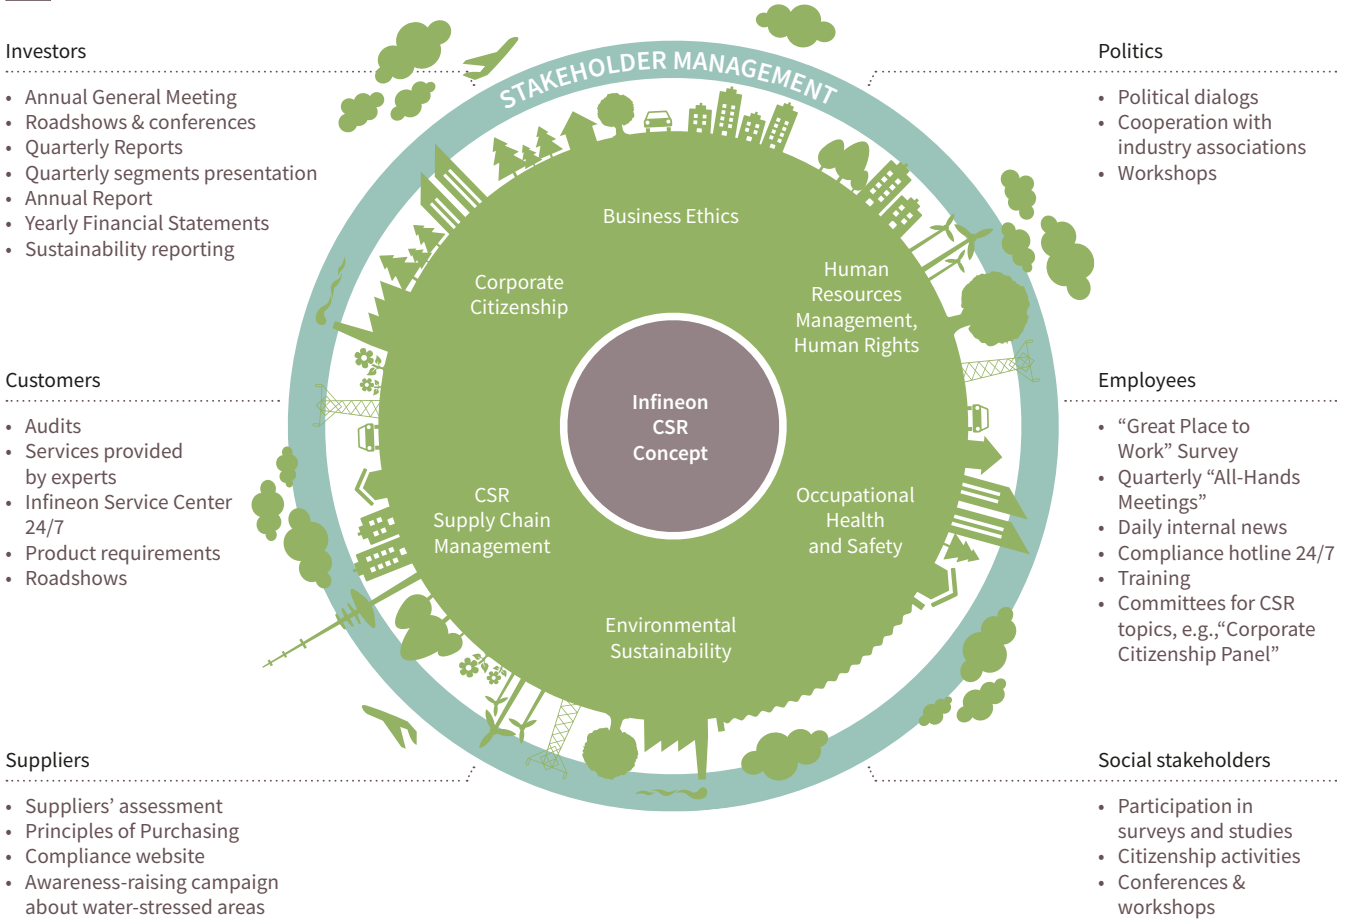 STAKEHOLDER MANAGEMENT
Investors
• Annual General Meeting
• Roadshows & conferences
• Quarterly Reports
• Quarterly segments presentation
• Annual Report
• Yearly Financial Statements
• Sustainability reporting
Customers
• Audits
• Services provided
by experts
• Infineon Service Center
24/7
• Product requirements
• Roadshows
Suppliers
• Suppliers’ assessment
• Principles of Purchasing
• Compliance website
• Awareness-raising campaign
about water-stressed areas
Business Ethics
Corporate
Citizenship
Human
Resources
Management,
Human Rights
Infineon
CSR
Concept
CSR
Supply Chain
Management
Occupational
Health
and Safety
Environmental
Sustainability
Politics
• Political dialogs
• Cooperation with
industry associations
• Workshops
Employees
• “Great Place to
Work” Survey
• Quarterly “All-Hands
Meetings”
• Daily internal news
• Compliance hotline 24/7
• Training
• Committees for CSR
topics, e.g.,“Corporate
Citizenship Panel”
Social stakeholders
• Participation in
surveys and studies
• Citizenship activities
• Conferences &
workshops